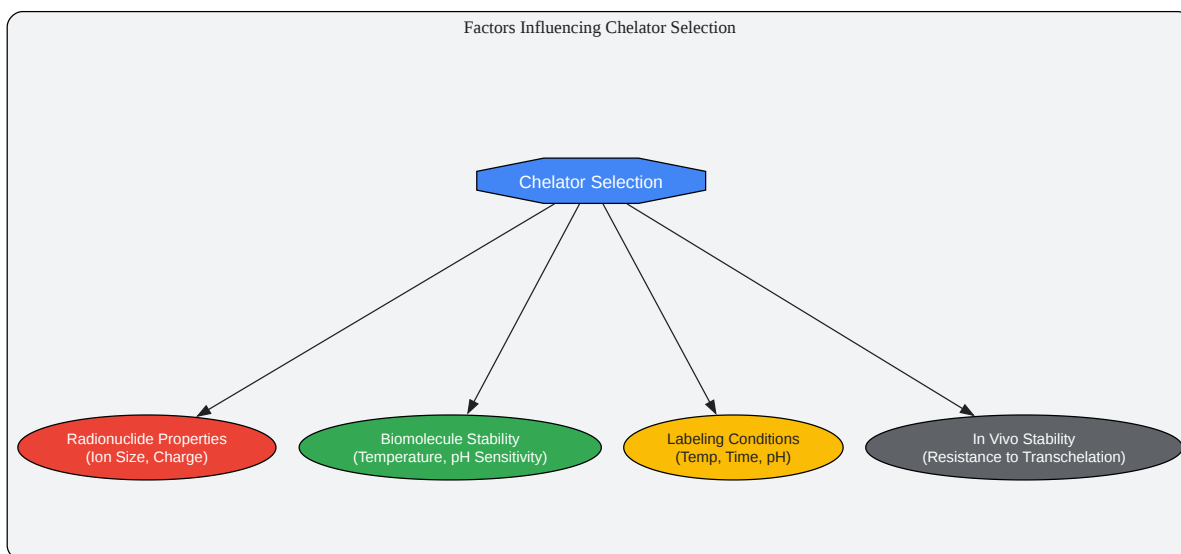 Factors Influencing Chelator Selection
Chelator Selection
Radionuclide Properties
(Ion Size, Charge)
Biomolecule Stability
(Temperature, pH Sensitivity)
Labeling Conditions
(Temp, Time, pH)
In Vivo Stability
(Resistance to Transchelation)